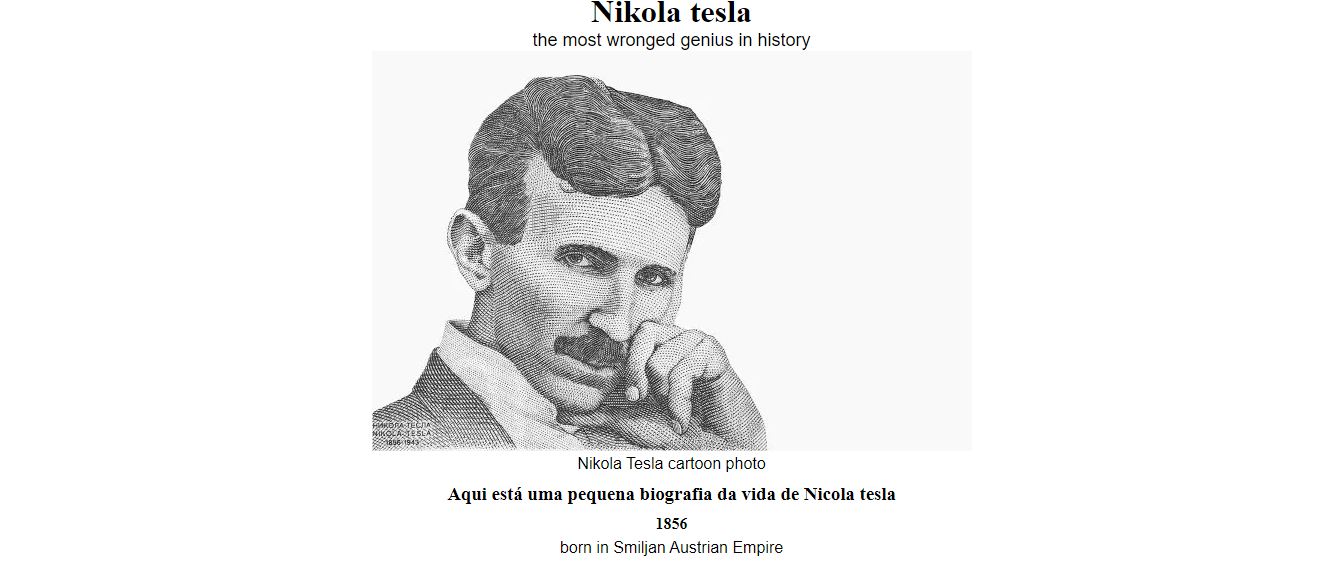 Nikola tesla
the most wronged genius in history
НИКОЛА ТЕСЛА
NIKOLA TESLA
1856-1943
Nikola Tesla cartoon photo
Aqui está uma pequena biografia da vida de Nicola tesla
1856
born in Smiljan Austrian Empire